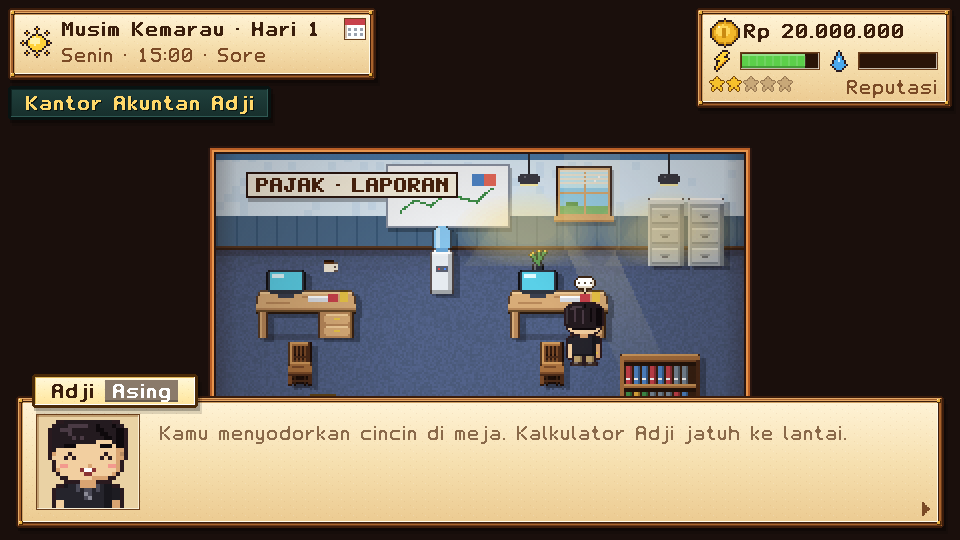 Musim Kemarau · Hari 1
Senin · 15:00 · Sore
Rp 20.000.000
Reputasi
Kantor Akuntan Adji
PAJAK · LAPORAN
Adji Asing
Kamu menyodorkan cincin di meja. Kalkulator Adji jatuh ke lantai.